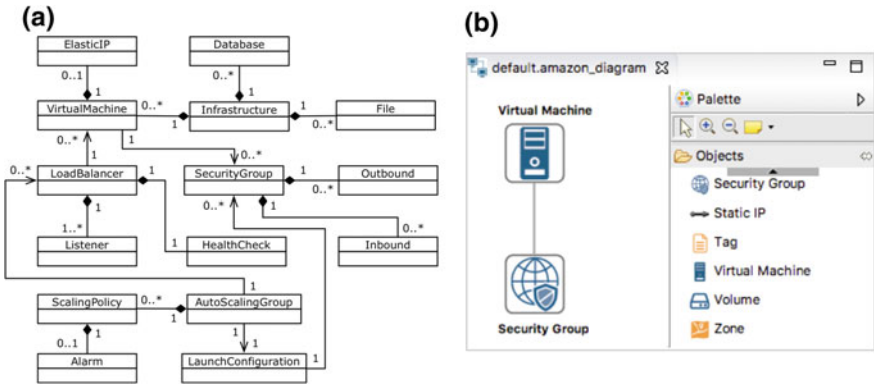 (a)
ElasticIP
Database
0..1
1
0..*
1
VirtualMachine
0..*
1
Infrastructure
1
File
0..*
0..*
1
1
0..*
0..*
LoadBalancer
1
SecurityGroup
1
Outbound
0..*
1
0..*
1
1..*
1
0..*
Listener
HealthCheck
Inbound
1
ScalingPolicy
0..*
1
AutoScalingGroup
1
0..1
1
1
Alarm
LaunchConfiguration
1
(b)
default.amazon_diagram
Virtual Machine
Security Group
Palette
Objects
Security Group
Static IP
Tag
Virtual Machine
Volume
Zone